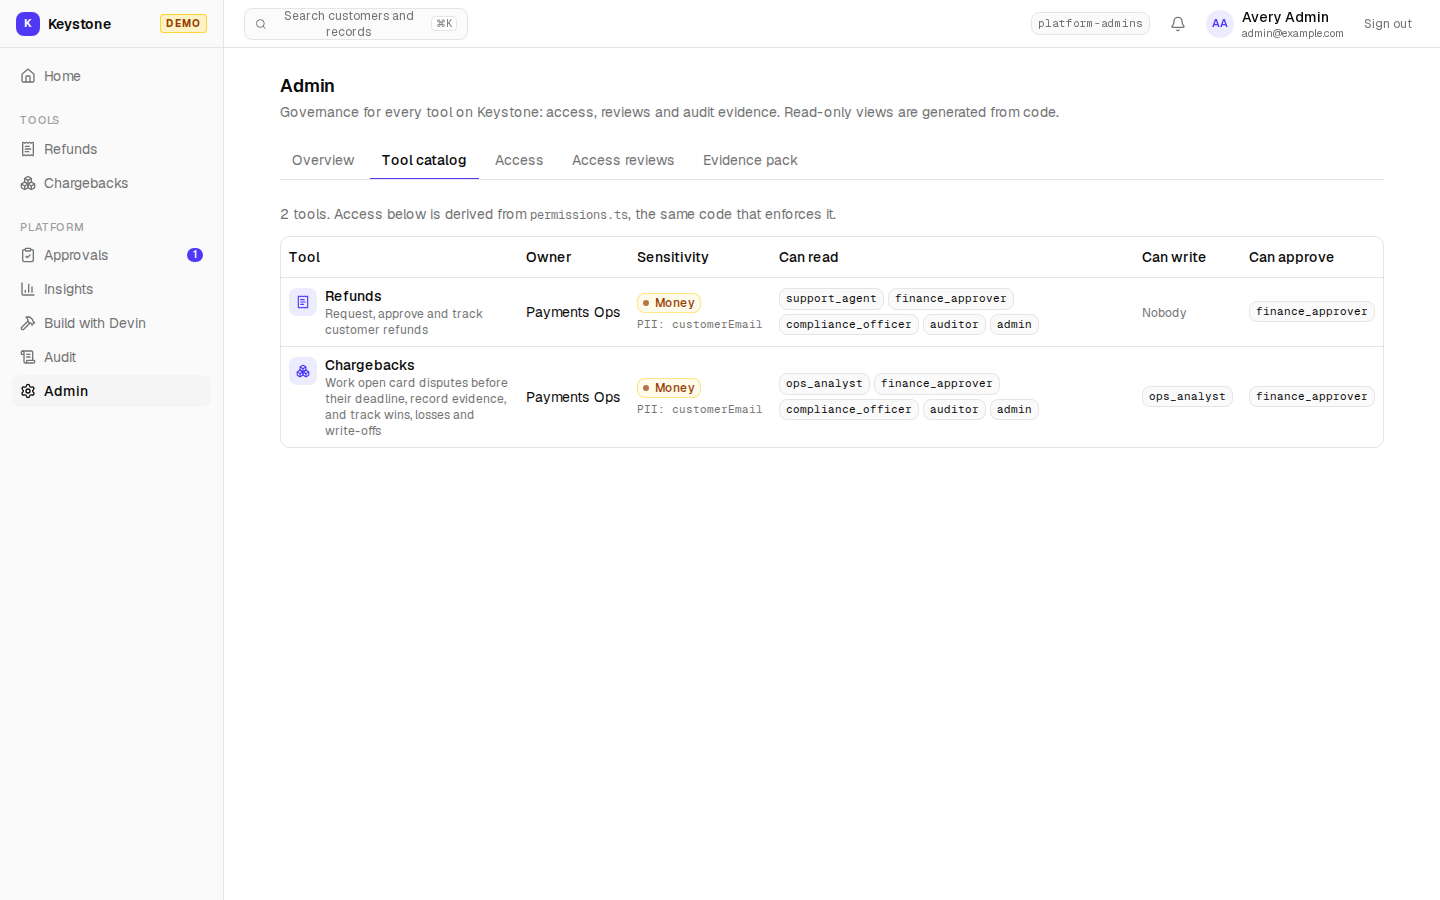 K Keystone DEMO
Search customers and
records
⌘K
platform-admins
AA
Avery Admin
admin@example.com
Sign out
Home
TOOLS
Refunds
Chargebacks
PLATFORM
Approvals 1
Insights
Build with Devin
Audit
Admin
Admin
Governance for every tool on Keystone: access, reviews and audit evidence. Read-only views are generated from code.
Overview Tool catalog Access Access reviews Evidence pack
2 tools. Access below is derived from permissions.ts, the same code that enforces it.
Tool Owner Sensitivity Can read Can write Can approve
Refunds
Request, approve and track
customer refunds
Payments Ops
Money
PII: customerEmail
support_agent finance_approver
compliance_officer auditor admin
Nobody
finance_approver
Chargebacks
Work open card disputes before
their deadline, record evidence,
and track wins, losses and
write-offs
Payments Ops
Money
PII: customerEmail
ops_analyst finance_approver
compliance_officer auditor admin
ops_analyst
finance_approver